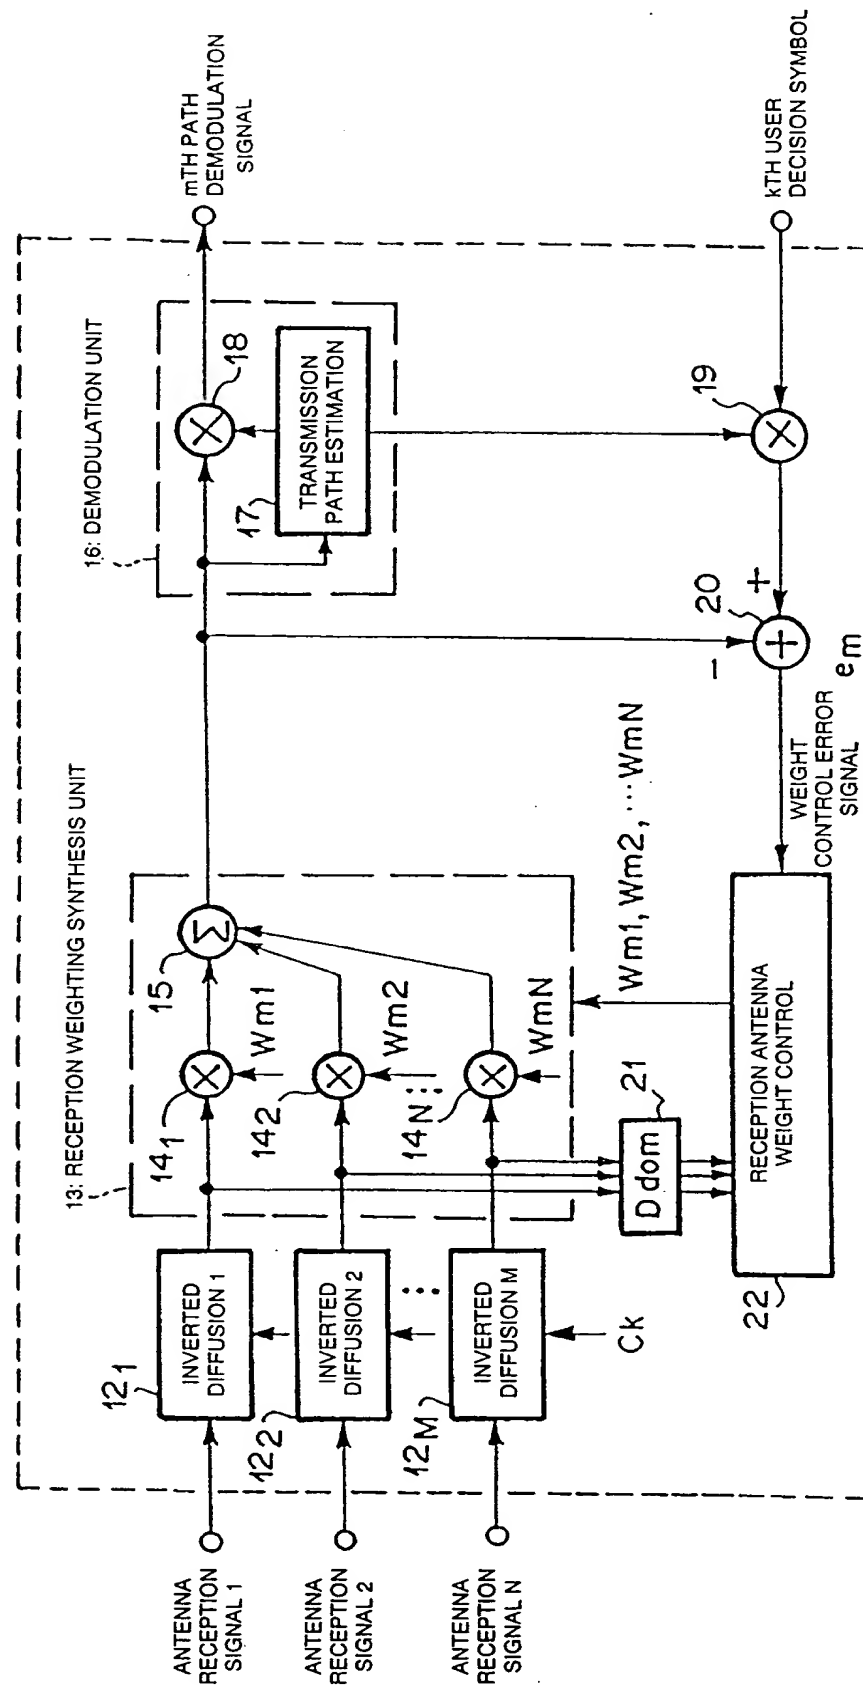 ANTENNA
RECEPTION
SIGNAL 1
ANTENNA
RECEPTION
SIGNAL 2
ANTENNA
RECEPTION
SIGNAL N
12 1
INVERTED
DIFFUSION 1
12 2
INVERTED
DIFFUSION 2
12 M
INVERTED
DIFFUSION M
Ck
13: RECEPTION WEIGHTING SYNTHESIS UNIT
14 1
Wm1
14 2
Wm2
14 N
WmN
15
Σ
16: DEMODULATION UNIT
17
TRANSMISSION
PATH ESTIMATION
18
mTH PATH
DEMODULATION
SIGNAL
kTH USER
DECISION SYMBOL
19
20
+
-
em
WEIGHT
CONTROL ERROR
SIGNAL
Wm1, Wm2, ··· WmN
21
D dom
22
RECEPTION ANTENNA
WEIGHT CONTROL